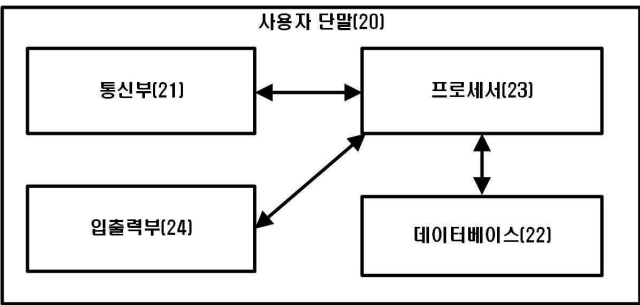 사용자 단말(20)
통신부(21)
프로세서(23)
입출력부(24)
데이터베이스(22)